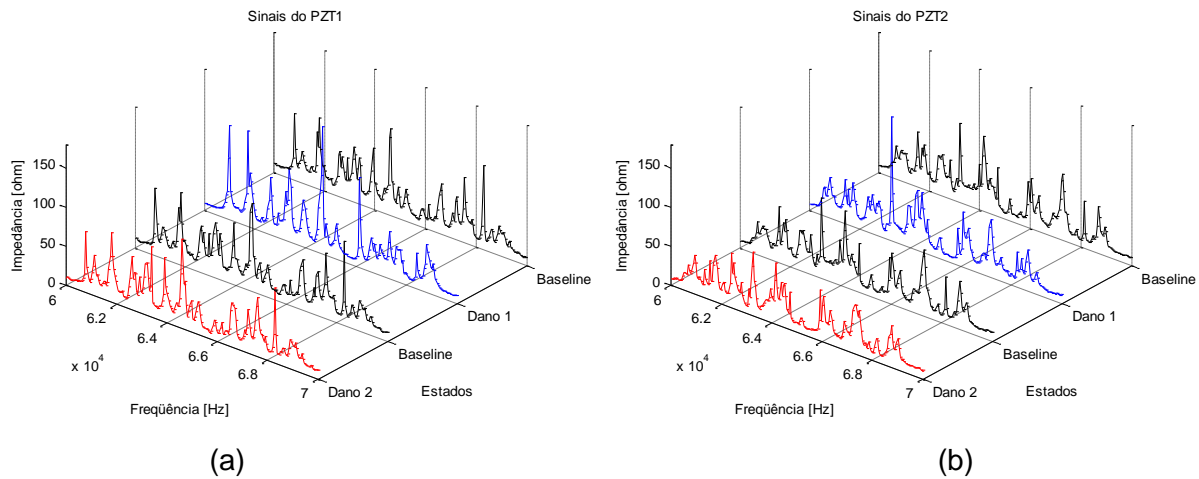 Sinais do PZT1
150
100
50
0
Impedância [ohm]
6
6.2
6.4
6.6
6.8
7
x 10^4
Freqüência [Hz]
Baseline
Dano 1
Baseline
Dano 2
Estados
(a)
Sinais do PZT2
150
100
50
0
Impedância [ohm]
6
6.2
6.4
6.6
6.8
7
x 10^4
Freqüência [Hz]
Baseline
Dano 1
Baseline
Dano 2
Estados
(b)